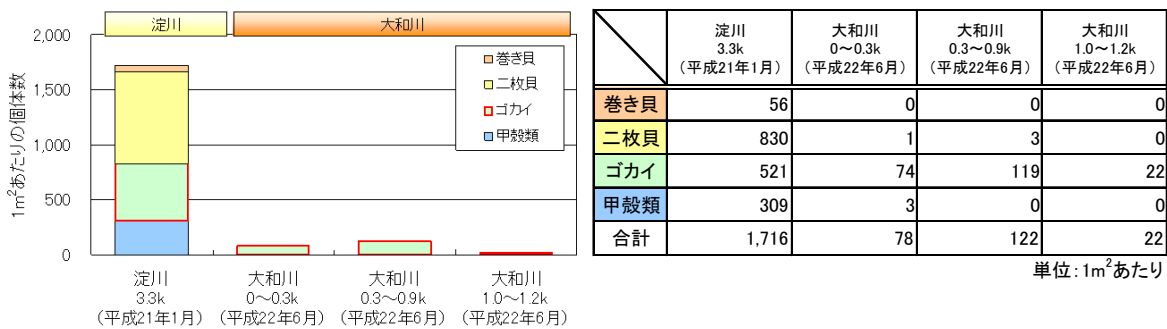 淀川
大和川
2,000
1,500
1,000
500
0
1m²あたりの個体数
巻き貝
二枚貝
ゴカイ
甲殻類
淀川
3.3k
（平成21年1月）
大和川
0～0.3k
（平成22年6月）
大和川
0.3～0.9k
（平成22年6月）
大和川
1.0～1.2k
（平成22年6月）
淀川
3.3k
（平成21年1月）
大和川
0～0.3k
（平成22年6月）
大和川
0.3～0.9k
（平成22年6月）
大和川
1.0～1.2k
（平成22年6月）
巻き貝 56 0 0 0
二枚貝 830 1 3 0
ゴカイ 521 74 119 22
甲殻類 309 3 0 0
合計 1,716 78 122 22
単位：1m²あたり